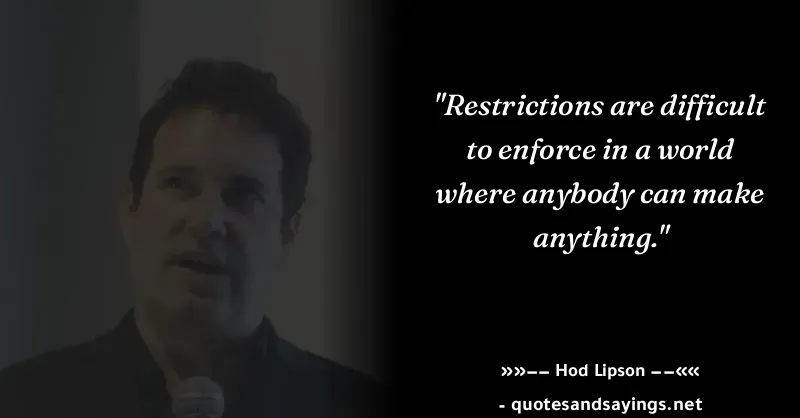 "Restrictions are difficult
to enforce in a world
where anybody can make
anything."
»»—— Hod Lipson ——««
- quotesandsayings.net